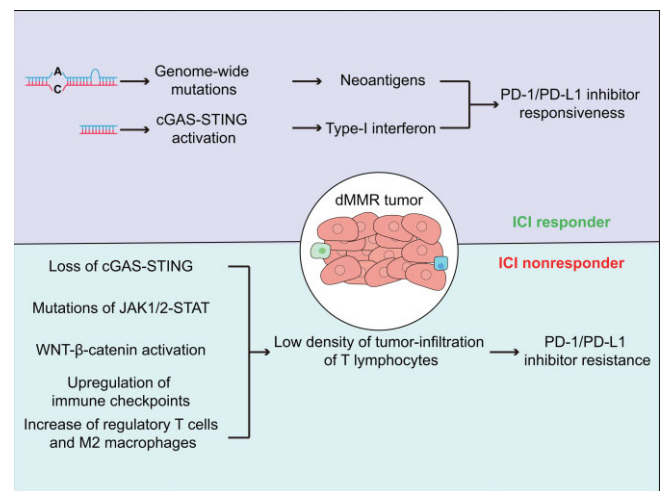 A
C
Genome-wide
mutations
Neoantigens
cGAS-STING
activation
Type-I interferon
PD-1/PD-L1 inhibitor
responsiveness
dMMR tumor
ICI responder
ICI nonresponder
Loss of cGAS-STING
Mutations of JAK1/2-STAT
WNT-β-catenin activation
Upregulation of
immune checkpoints
Increase of regulatory T cells
and M2 macrophages
Low density of tumor-infiltration
of T lymphocytes
PD-1/PD-L1
inhibitor resistance